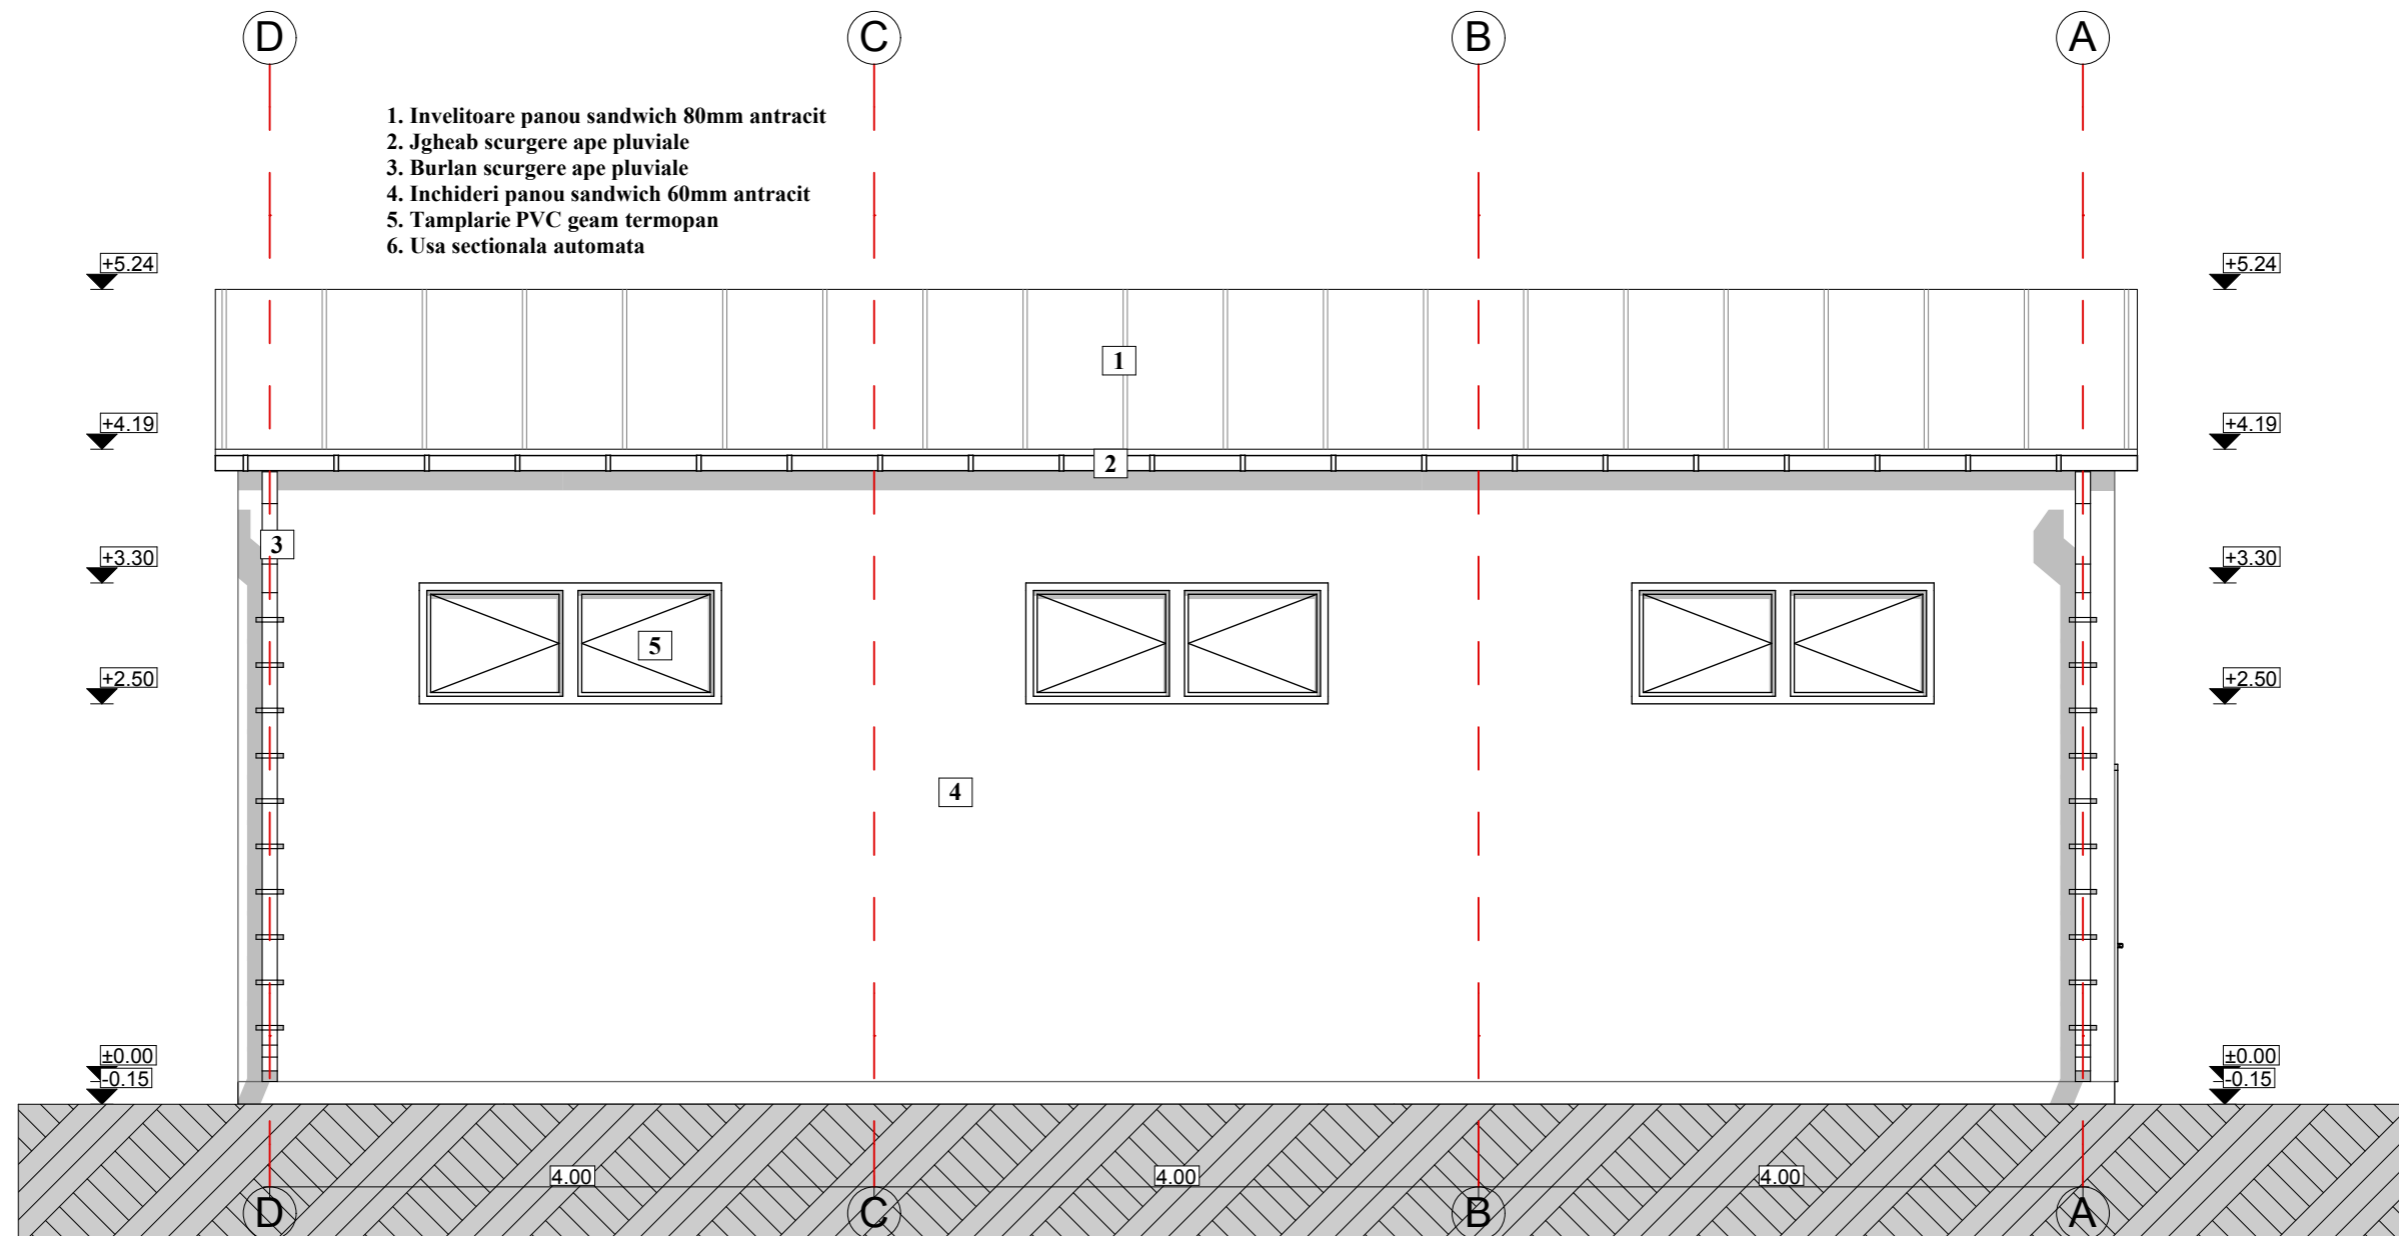 D C B A
1. Invelitoare panou sandwich 80mm antracit
2. Jgheab scurgere ape pluviale
3. Burlan scurgere ape pluviale
4. Inchideri panou sandwich 60mm antracit
5. Tamplarie PVC geam termopan
6. Usa sectionala automata
+5.24 +5.24
1
+4.19 +4.19
2
3
+3.30 +3.30
5
+2.50 +2.50
4
±0.00 ±0.00
-0.15 -0.15
4.00 4.00 4.00
D C B A